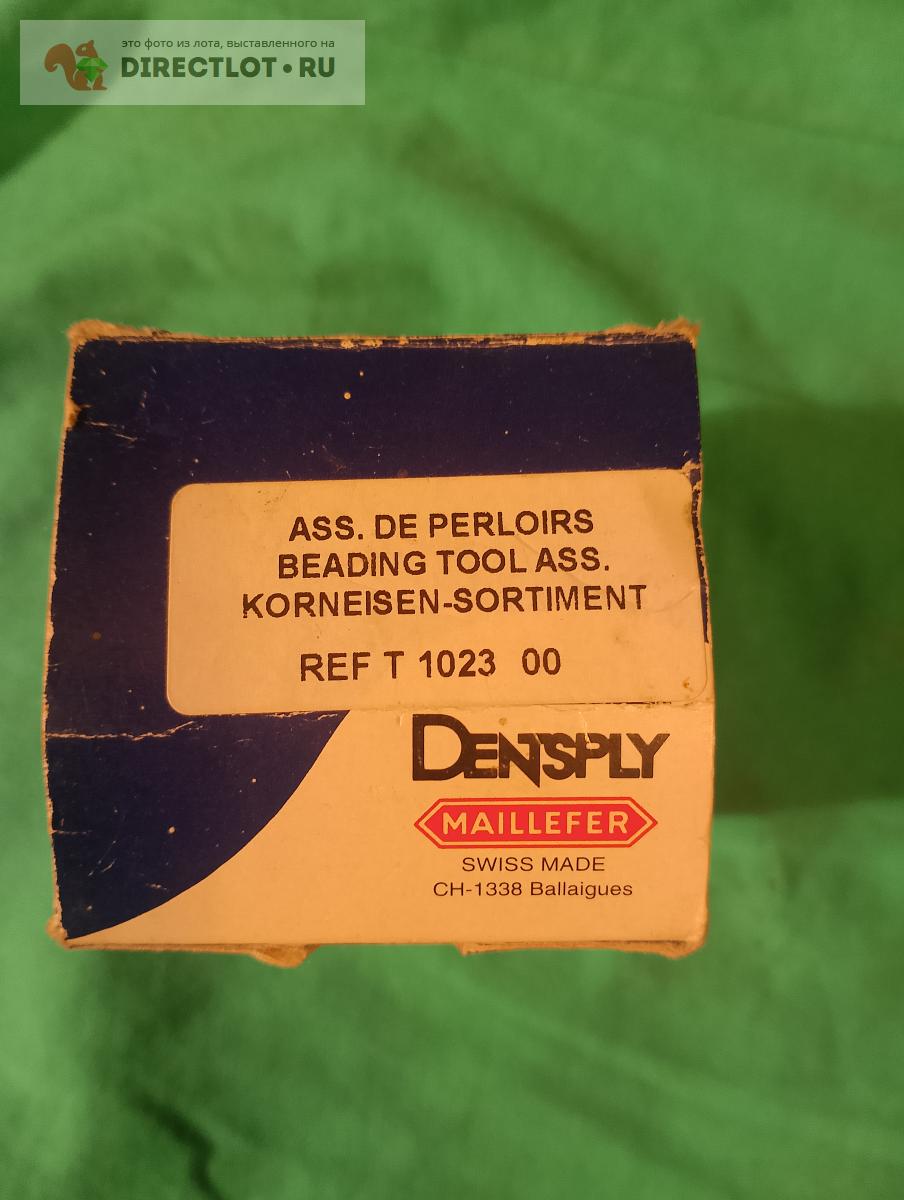 это фото из лота, выставленного на
DIRECTLOT•RU
ASS. DE PERLOIRS
BEADING TOOL ASS.
KORNEISEN-SORTIMENT
REF T 1023 00
DENTSPLY
MAILLEFER
SWISS MADE
CH-1338 Ballaigues